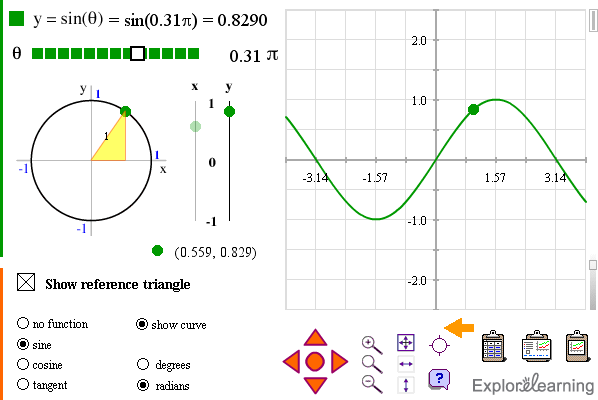 y = sin(θ) = sin(0.31π) = 0.8290
θ 0.31 π
y 1
1
1 x
-1
-1
x y
1
0
-1
(0.559, 0.829)
Show reference triangle
no function
show curve
sine
cosine
degrees
tangent
radians
2.0
1.0
-3.14 -1.57 1.57 3.14
-1.0
-2.0
?
ExploreLearning